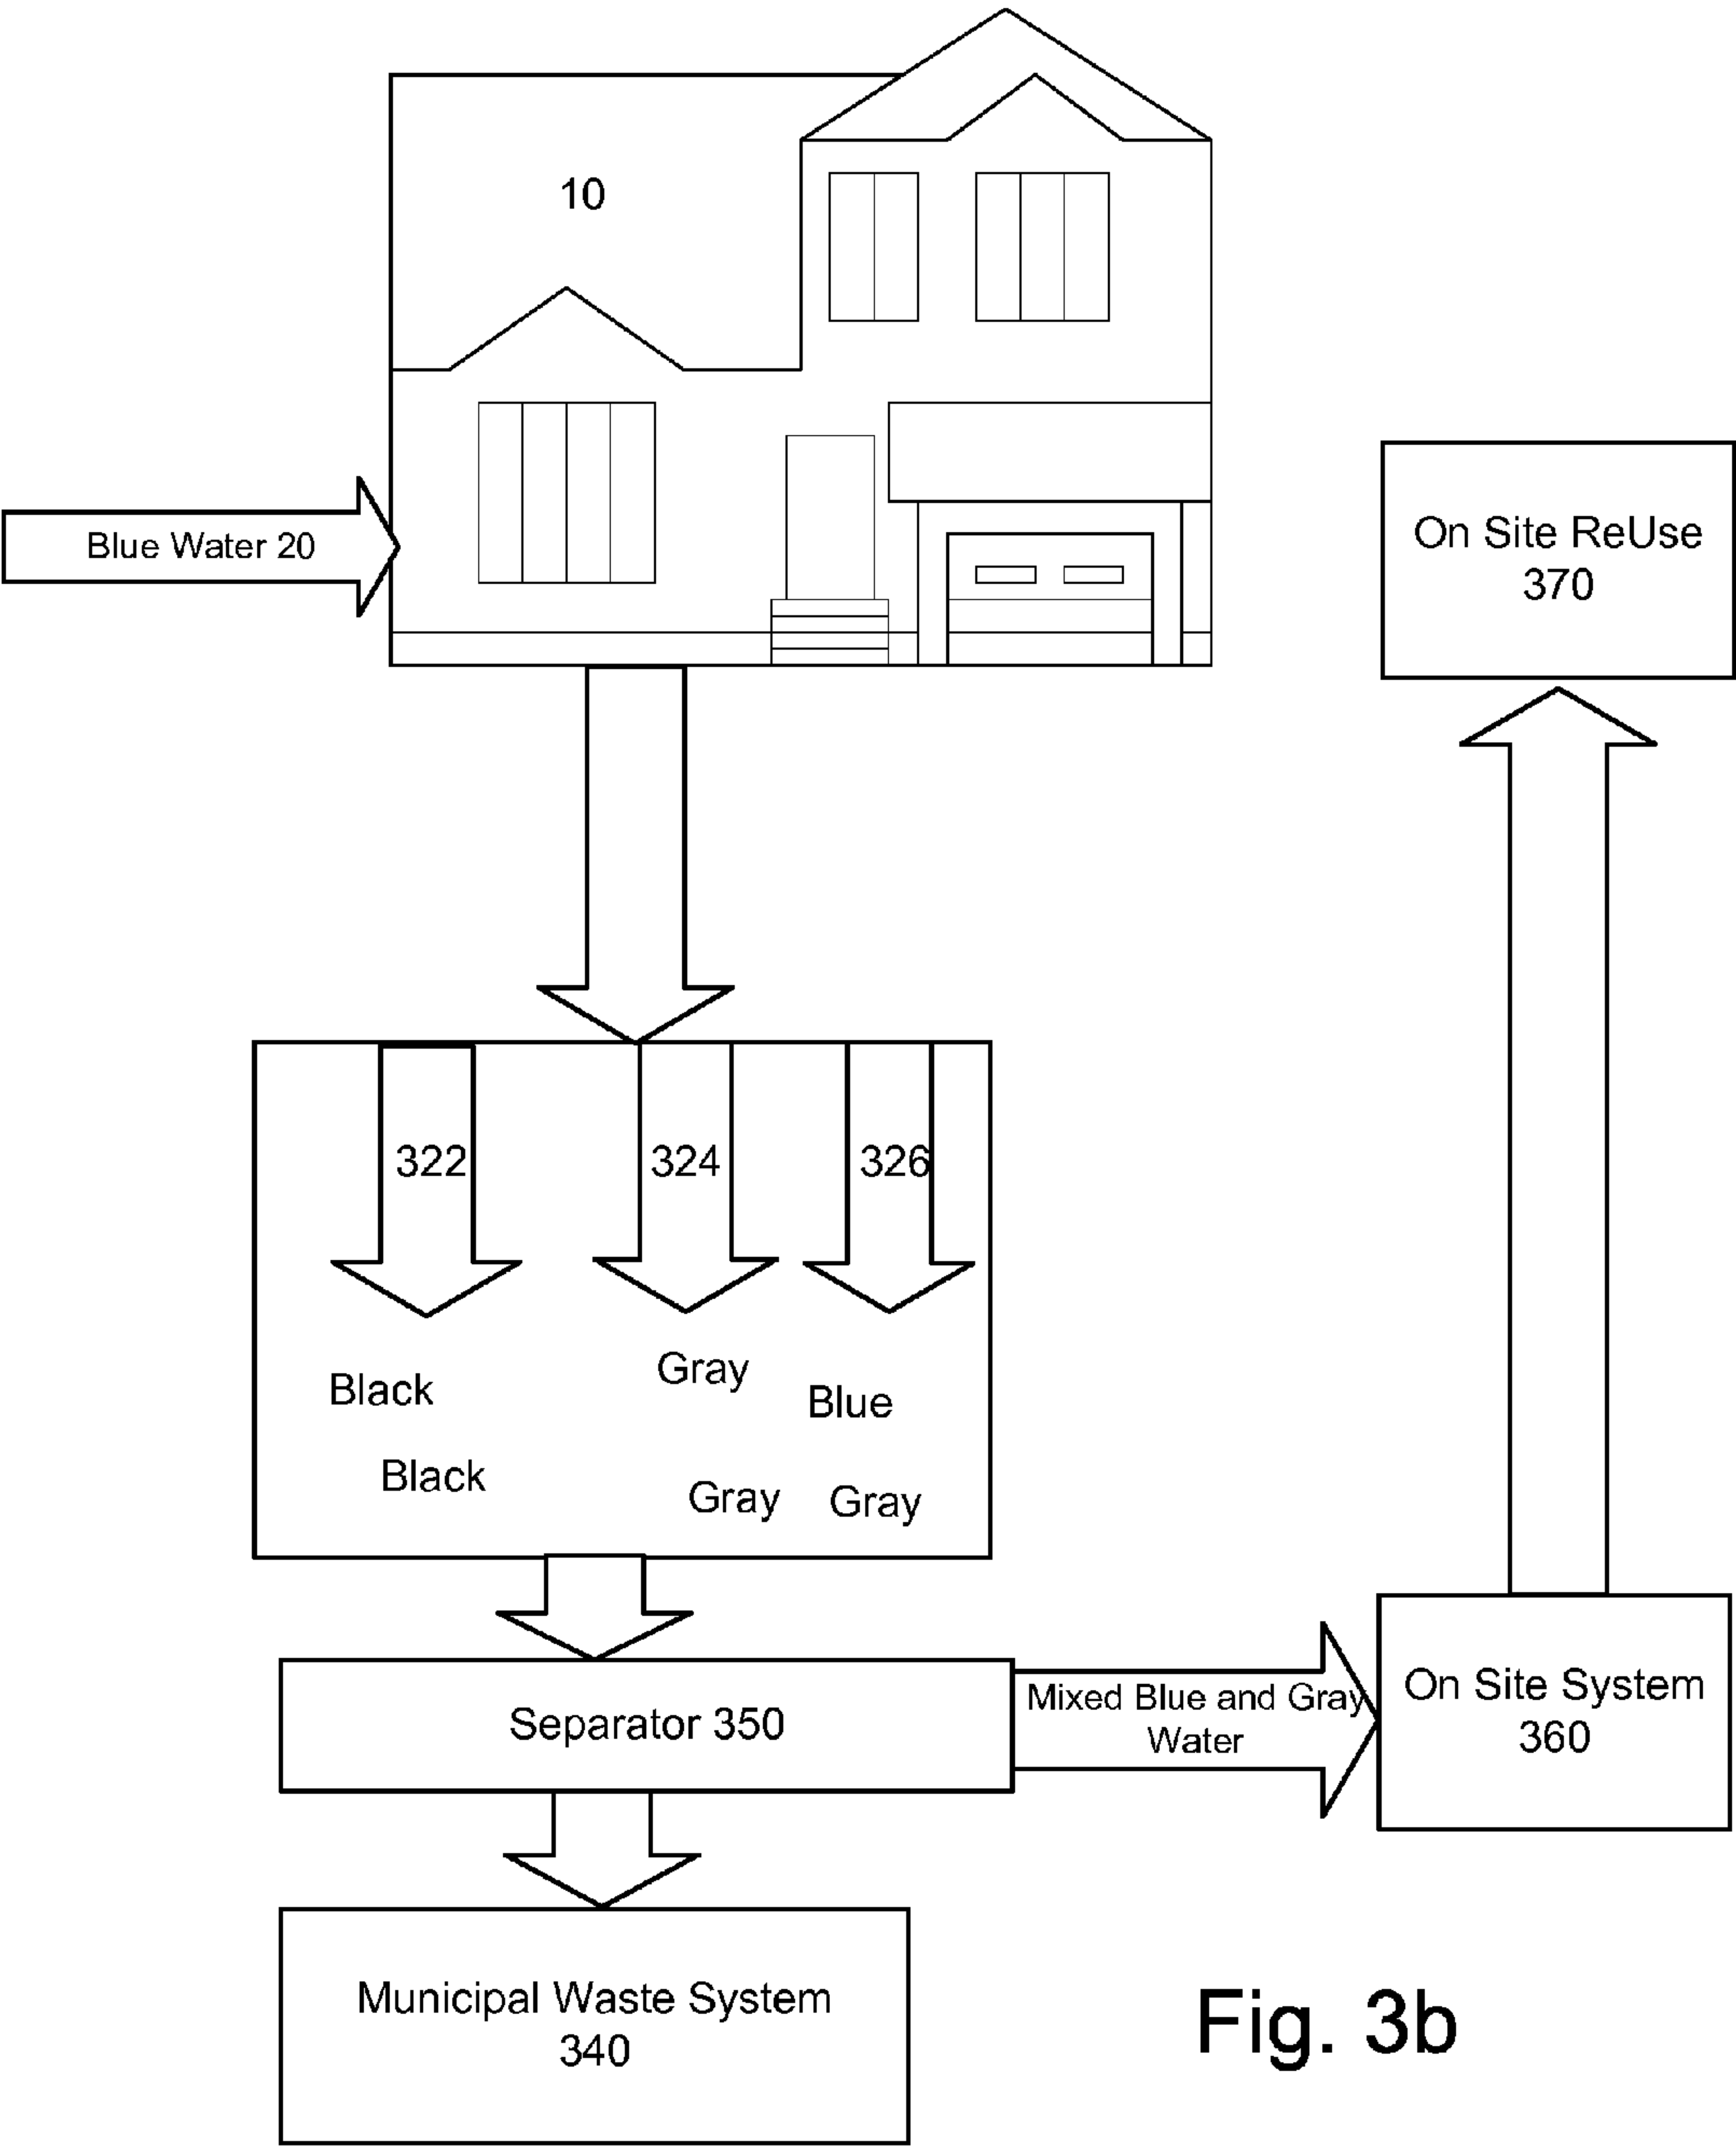 10
Blue Water 20
On Site ReUse
370
322
324
326
Black
Gray
Blue
Black
Gray
Gray
Separator 350
Mixed Blue and Gray
Water
On Site System
360
Municipal Waste System
340
Fig. 3b